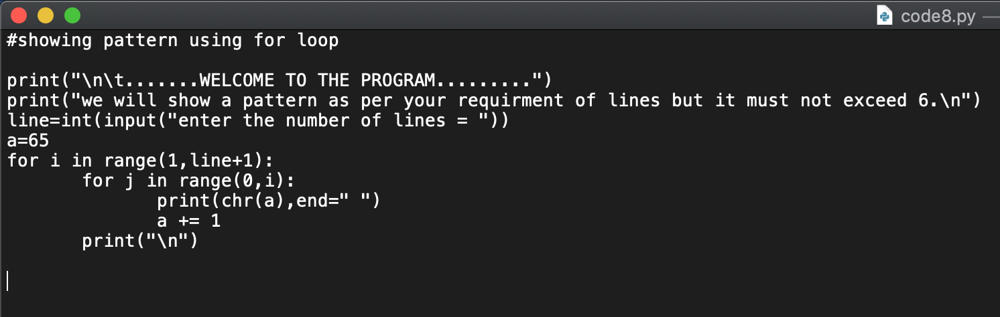 code8.py —
#showing pattern using for loop
print("\n\t.......WELCOME TO THE PROGRAM.........")
print("we will show a pattern as per your requirment of lines but it must not exceed 6.\n")
line=int(input("enter the number of lines = "))
a=65
for i in range(1,line+1):
       for j in range(0,i):
              print(chr(a),end=" ")
              a += 1
       print("\n")